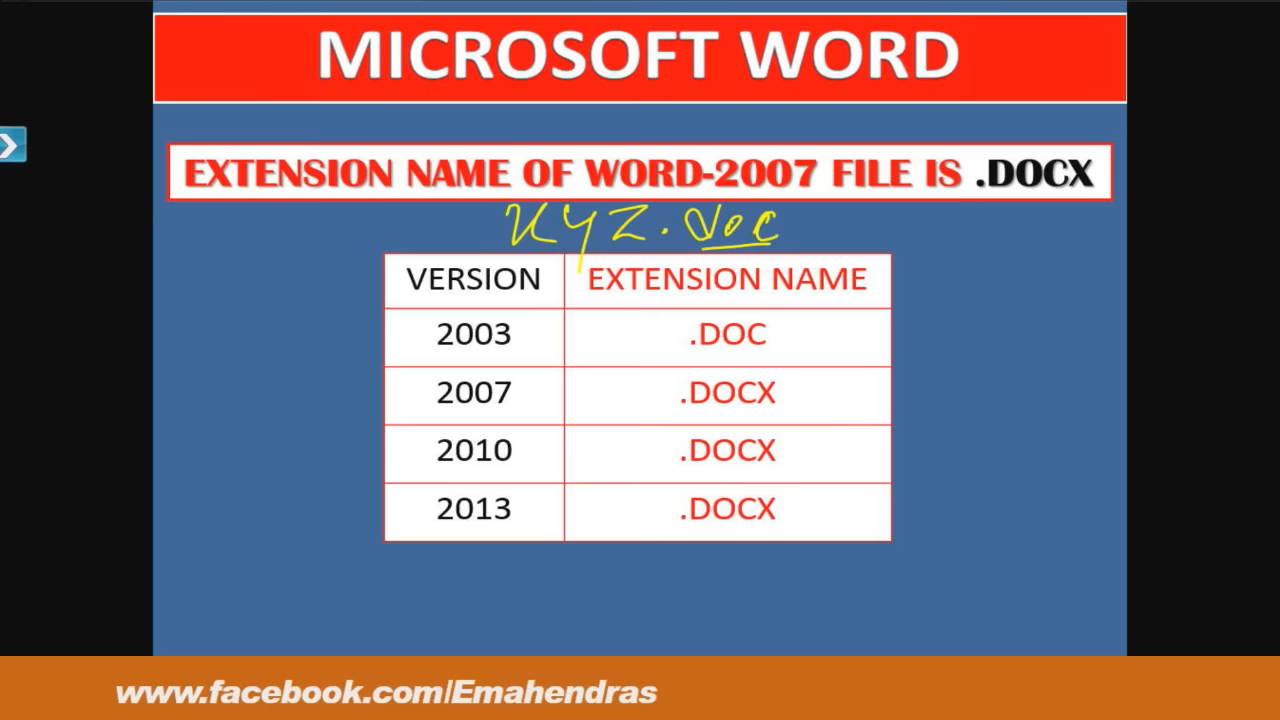 MICROSOFT WORD
EXTENSION NAME OF WORD-2007 FILE IS .DOCX
XYZ.doc
VERSION EXTENSION NAME
2003 .DOC
2007 .DOCX
2010 .DOCX
2013 .DOCX
www.facebook.com/Emahendras